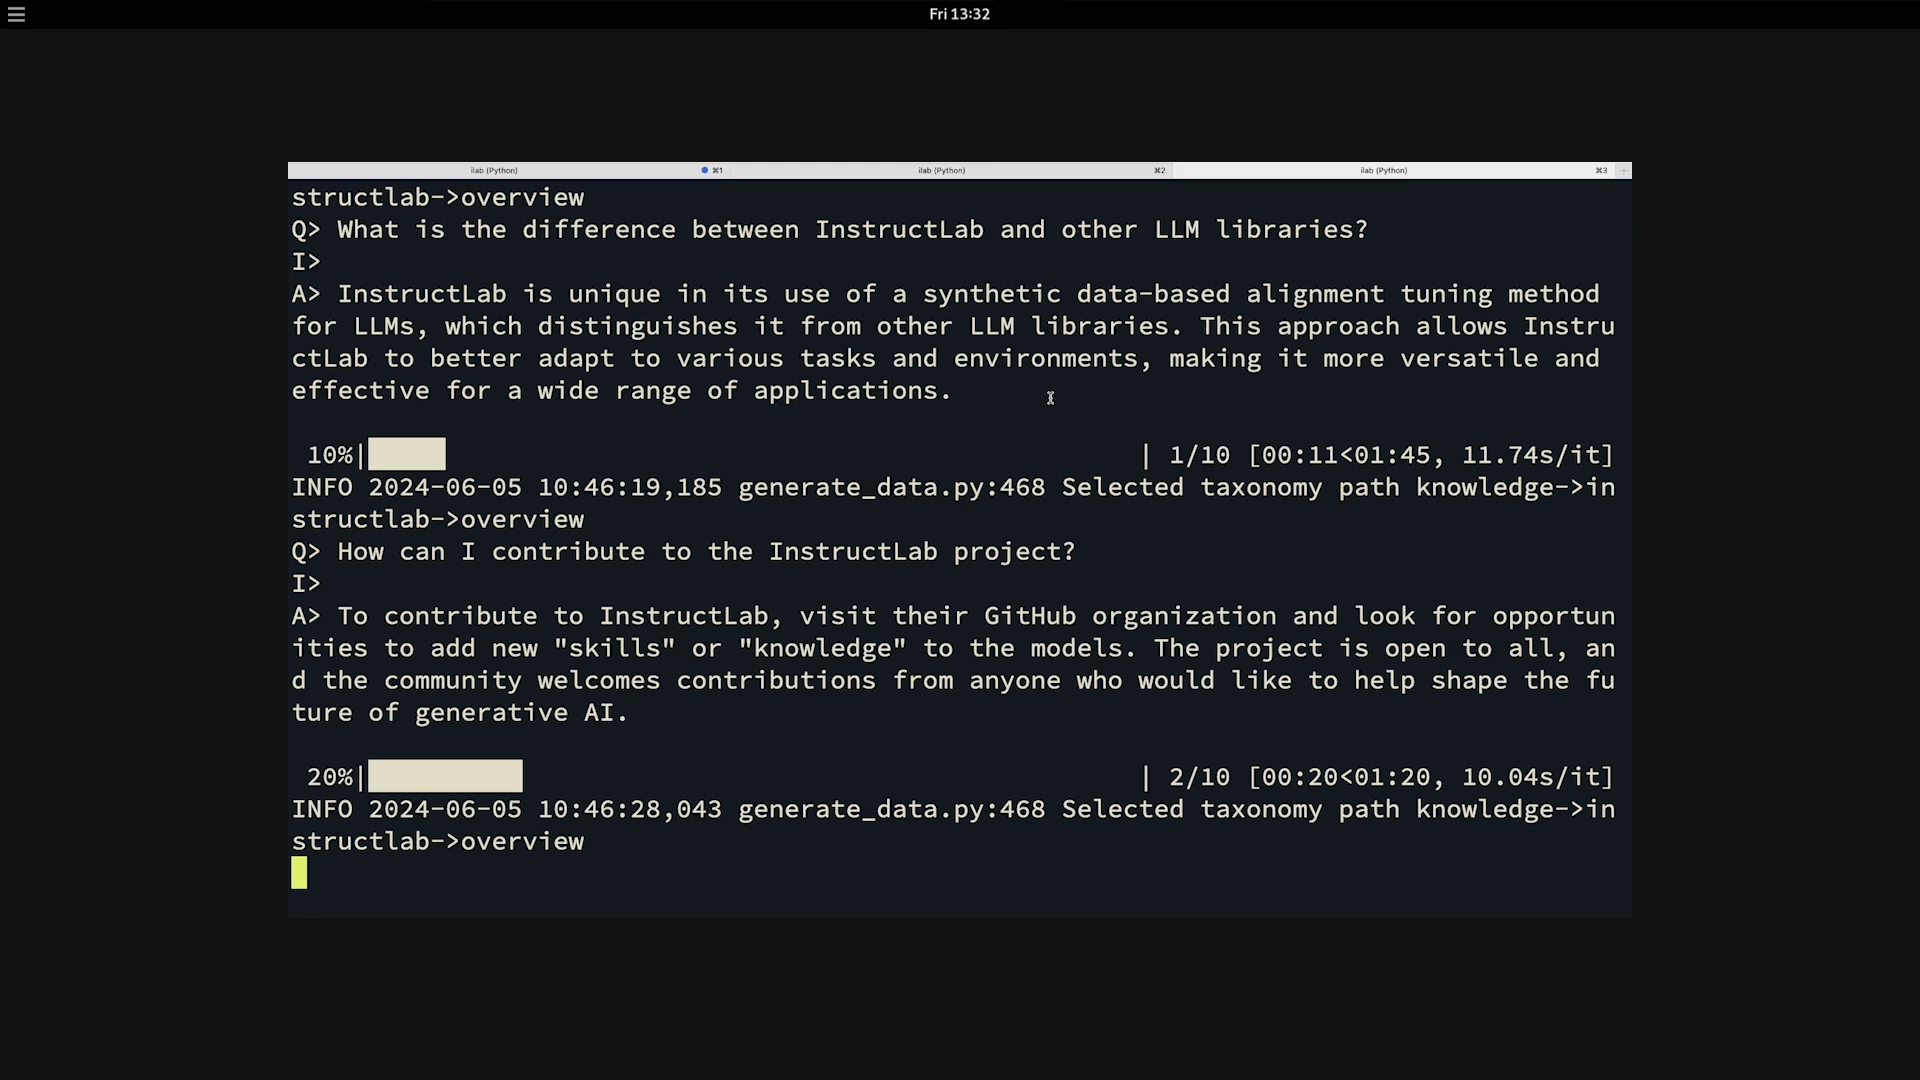 Fri 13:32
ilab (Python) ⌘1 ilab (Python) ⌘2 ilab (Python) ⌘3 +
structlab->overview
Q> What is the difference between InstructLab and other LLM libraries?
I>
A> InstructLab is unique in its use of a synthetic data-based alignment tuning method
for LLMs, which distinguishes it from other LLM libraries. This approach allows Instru
ctLab to better adapt to various tasks and environments, making it more versatile and
effective for a wide range of applications.
10%| | 1/10 [00:11<01:45, 11.74s/it]
INFO 2024-06-05 10:46:19,185 generate_data.py:468 Selected taxonomy path knowledge->in
structlab->overview
Q> How can I contribute to the InstructLab project?
I>
A> To contribute to InstructLab, visit their GitHub organization and look for opportun
ities to add new "skills" or "knowledge" to the models. The project is open to all, an
d the community welcomes contributions from anyone who would like to help shape the fu
ture of generative AI.
20%| | 2/10 [00:20<01:20, 10.04s/it]
INFO 2024-06-05 10:46:28,043 generate_data.py:468 Selected taxonomy path knowledge->in
structlab->overview